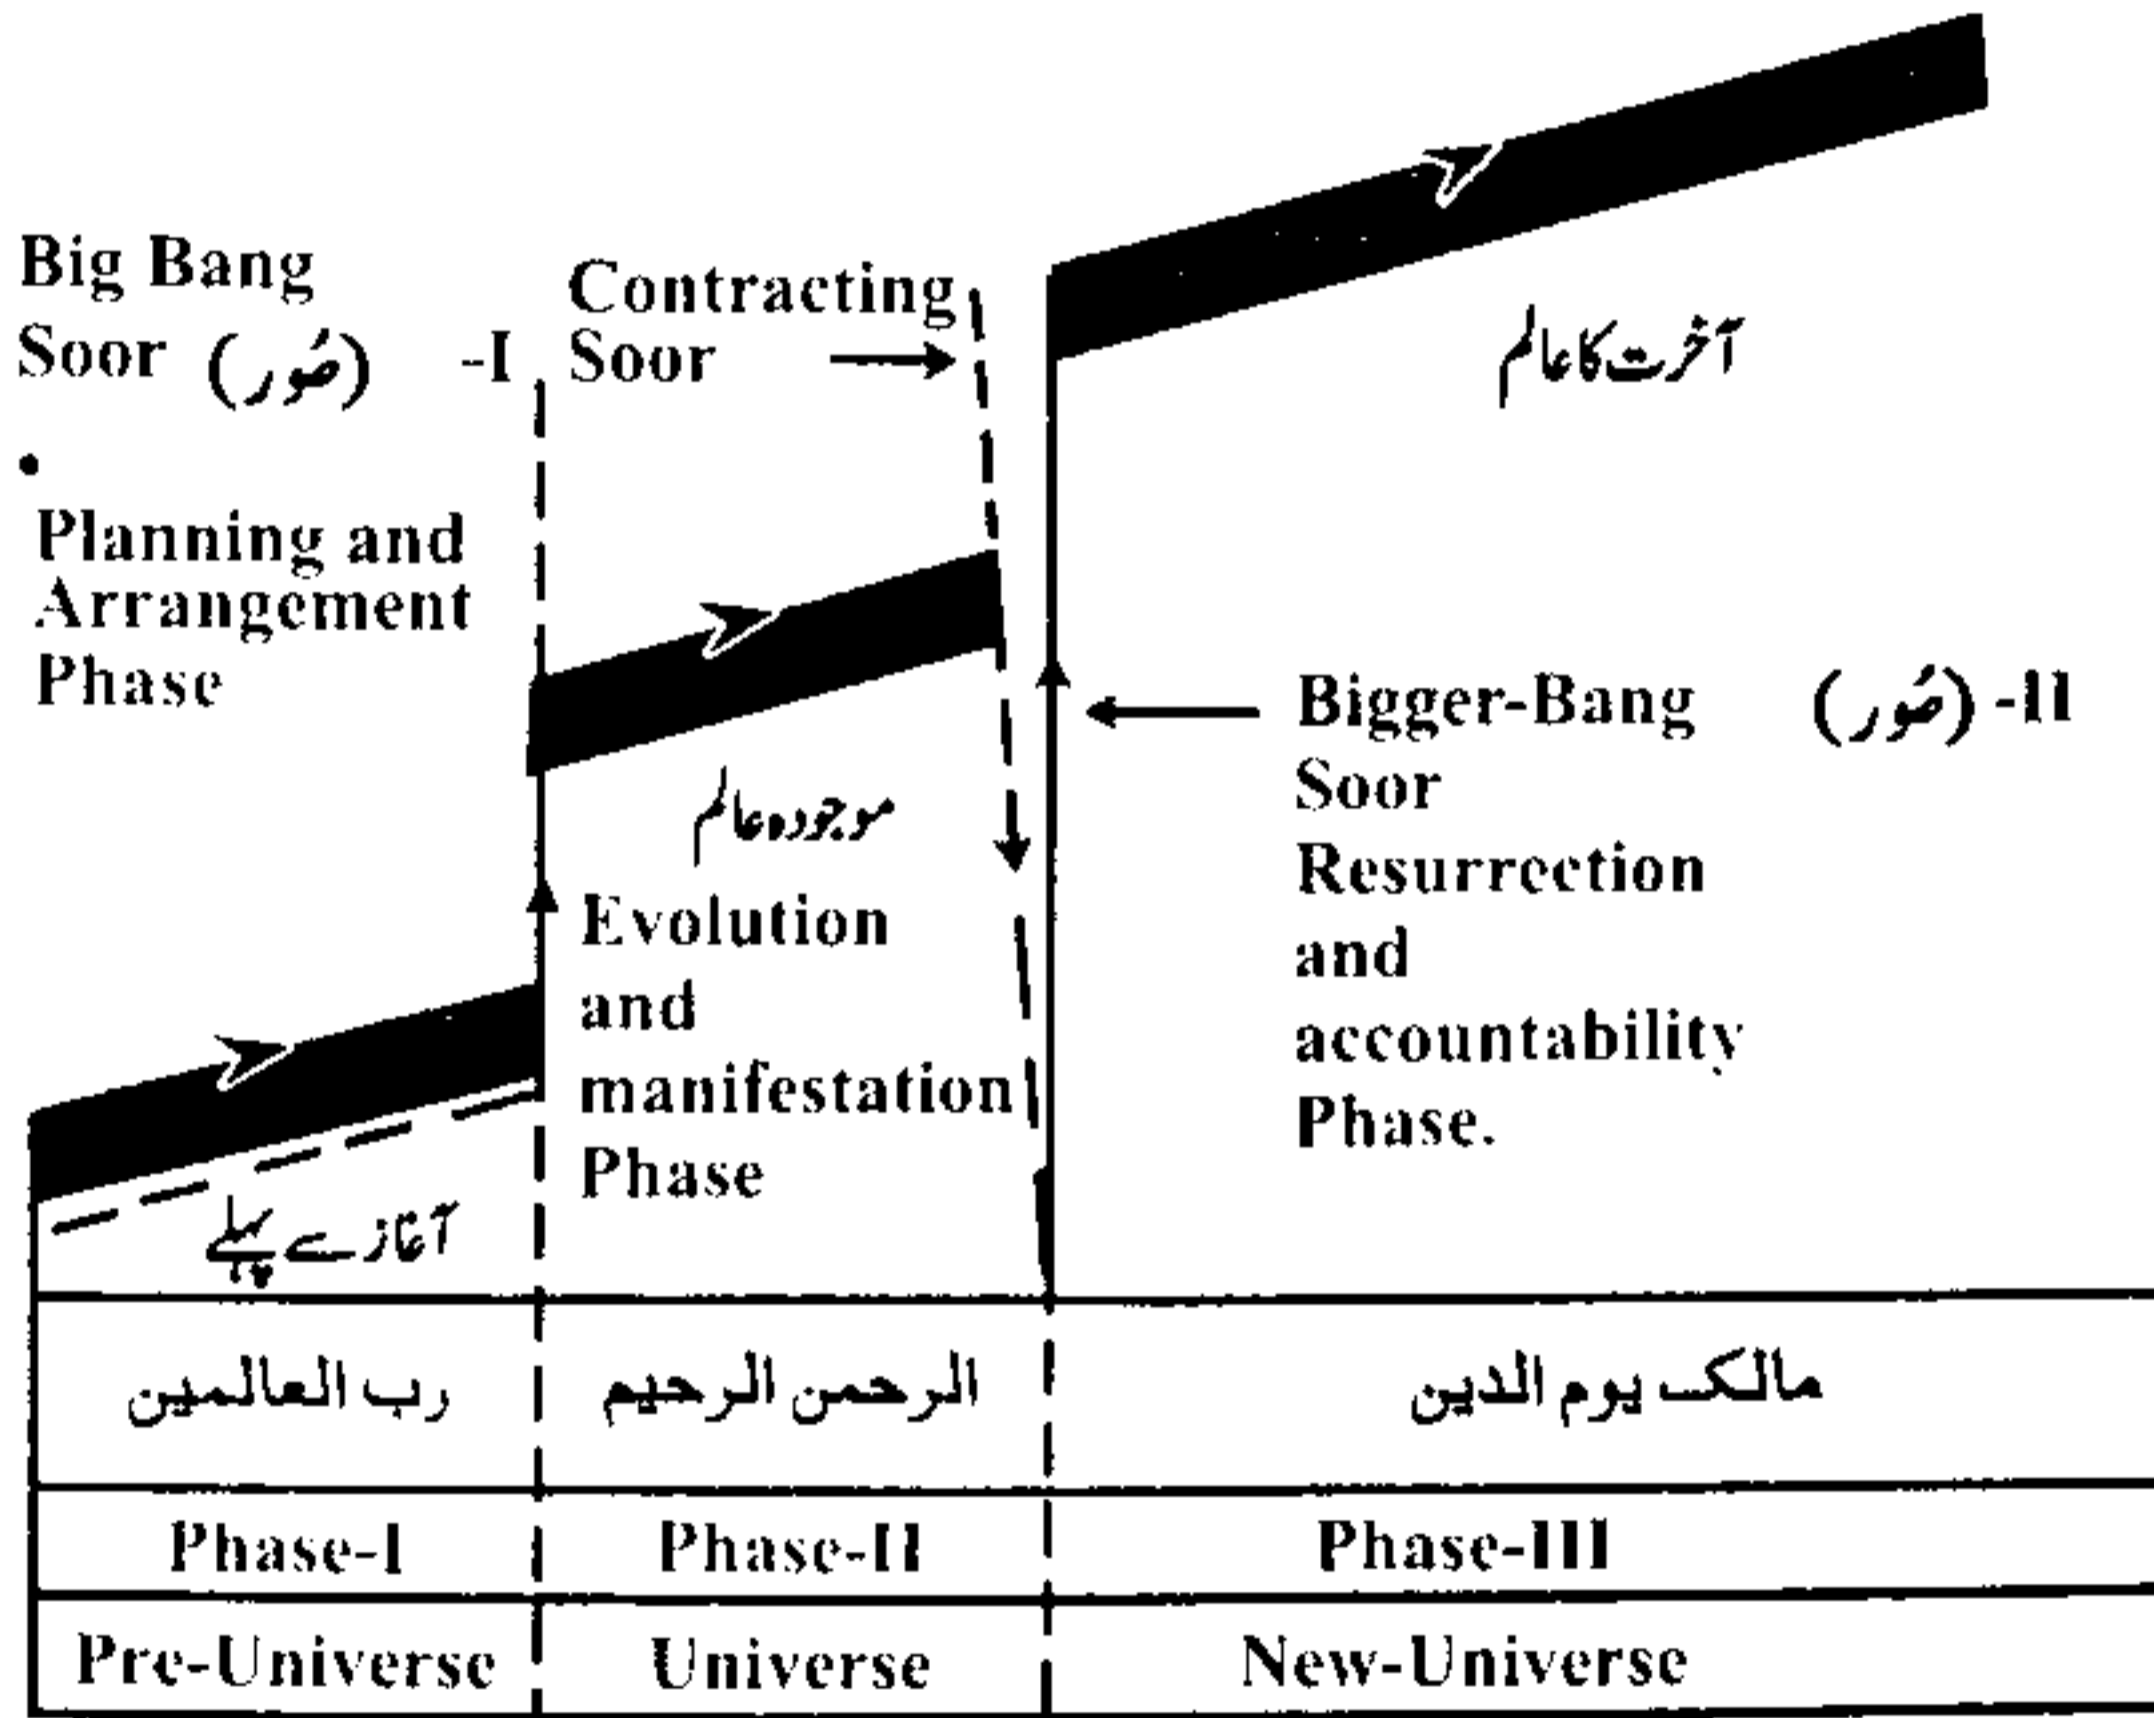 Big Bang
Soor (صُور) -I
Contracting
Soor
آخرت کا عالم
Planning and
Arrangement
Phase
موجودہ عالم
Evolution
and
manifestation
Phase
Bigger-Bang (صُور) -II
Soor
Resurrection
and
accountability
Phase.
آغاز سے پہلے
رب العالمین
الرحمن الرحیم
مالک یوم الدین
Phase-I
Phase-II
Phase-III
Pre-Universe
Universe
New-Universe